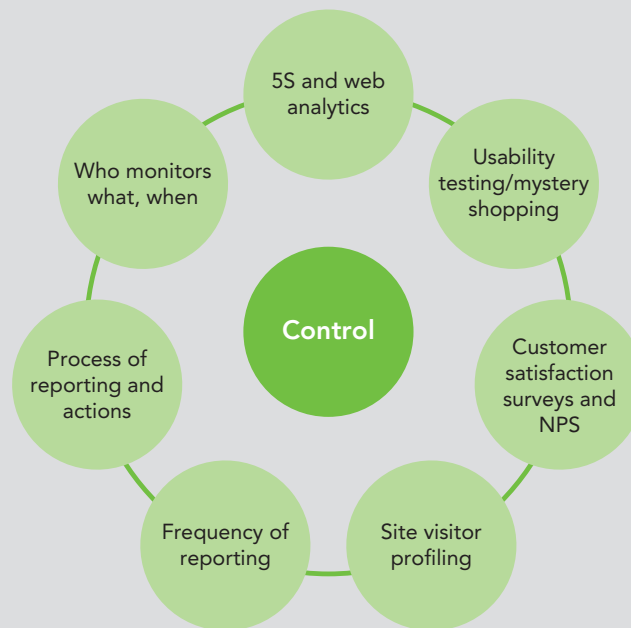 5S and web
analytics
Usability
testing/mystery
shopping
Customer
satisfaction
surveys and
NPS
Site visitor
profiling
Frequency of
reporting
Process of
reporting and
actions
Who monitors
what, when
Control